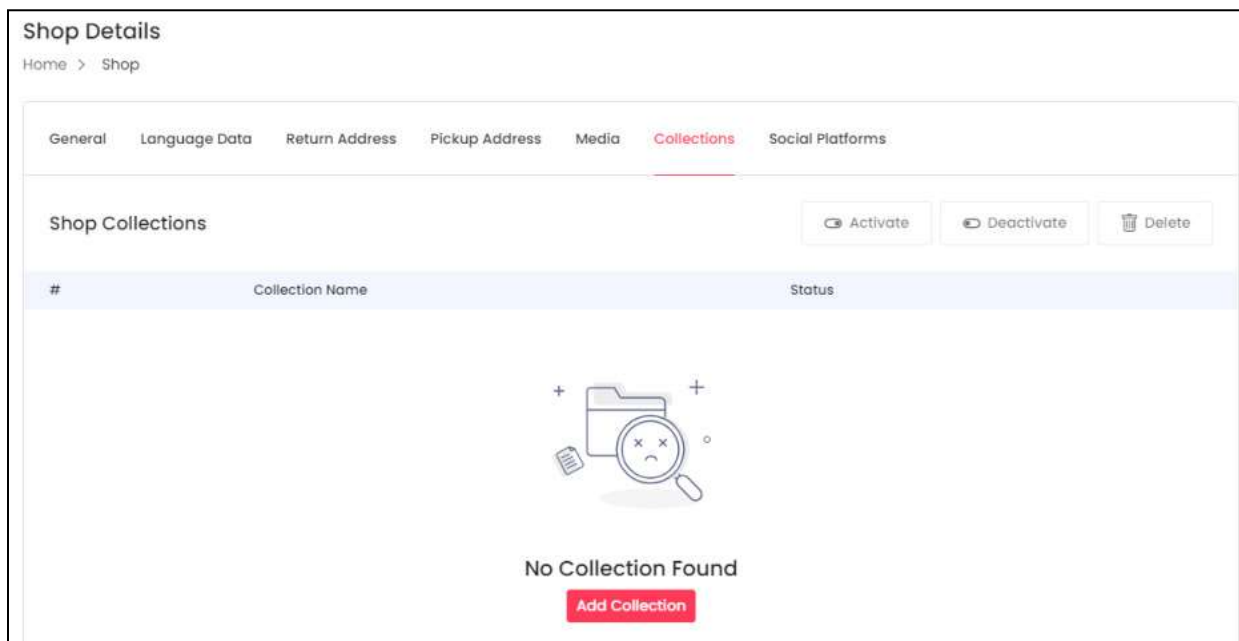 Shop Details
Home > Shop
General Language Data Return Address Pickup Address Media Collections Social Platforms
Shop Collections Activate Deactivate Delete
# Collection Name Status
No Collection Found
Add Collection